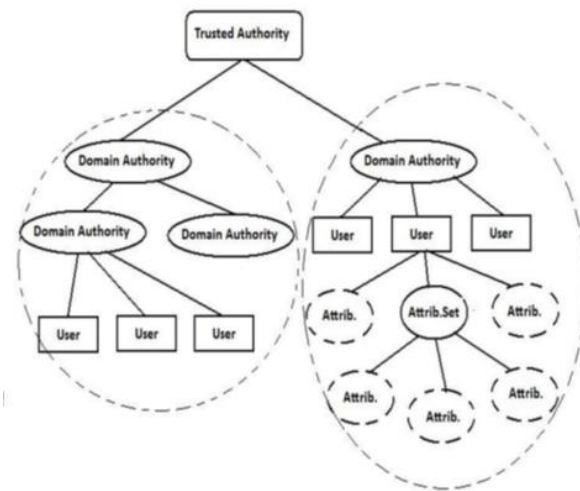 Trusted Authority
Domain Authority
Domain Authority
Domain Authority
Domain Authority
User
User
User
User
User
User
Attrib.
Attrib.Set
Attrib.
Attrib.
Attrib.
Attrib.